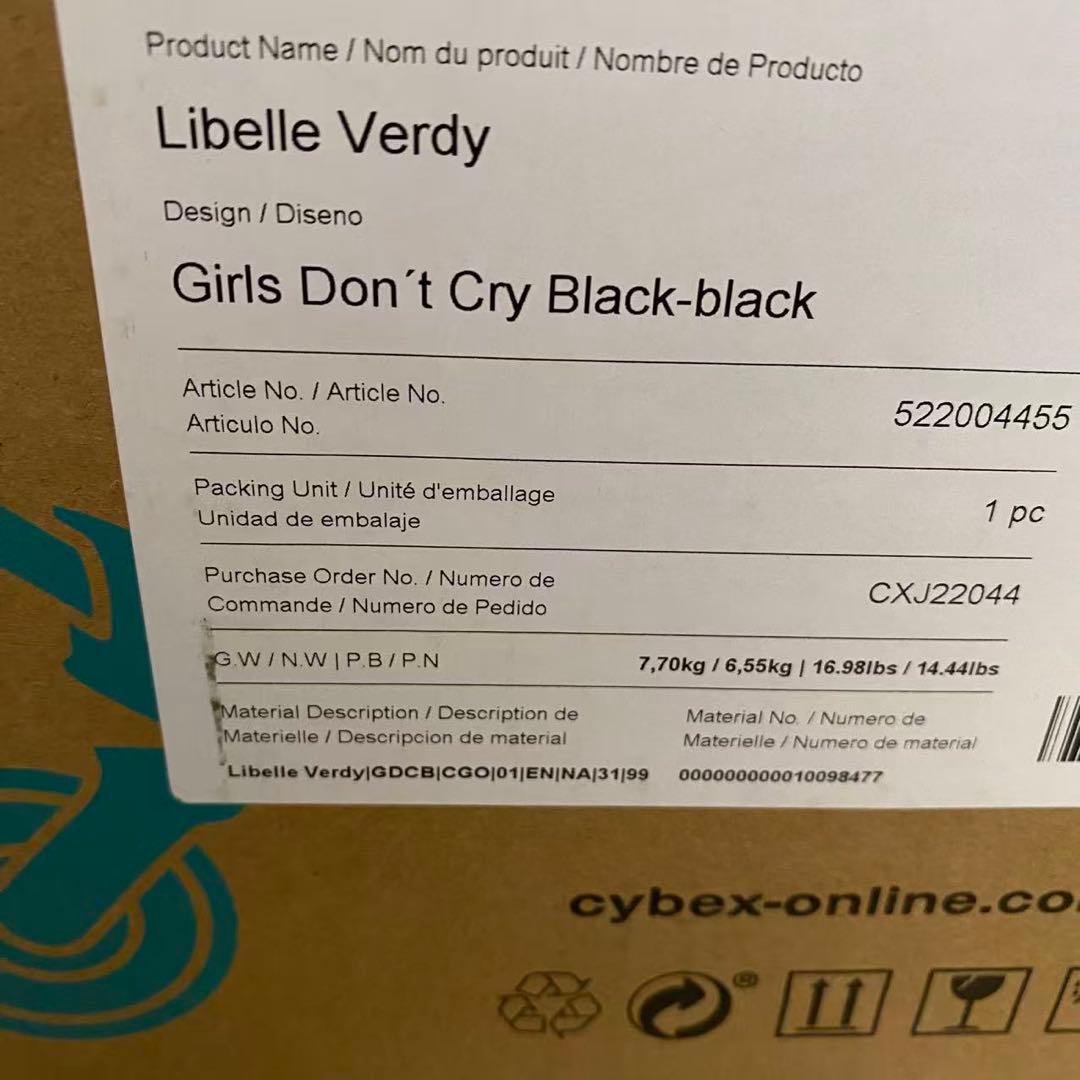 Product Name / Nom du produit / Nombre de Producto
Libelle Verdy
Design / Diseno
Girls Don´t Cry Black-black
Article No. / Article No.
Articulo No.
522004455
Packing Unit / Unité d'emballage
Unidad de embalaje
1 pc
Purchase Order No. / Numero de
Commande / Numero de Pedido
CXJ22044
G.W / N.W | P.B / P.N
7,70kg / 6,55kg | 16.98lbs / 14.44lbs
Material Description / Description de
Materielle / Descripcion de material
Material No. / Numero de
Materielle / Numero de material
Libelle Verdy|GDCB|CGO|01|EN|NA|31|99
000000000010098477
cybex-online.co
®